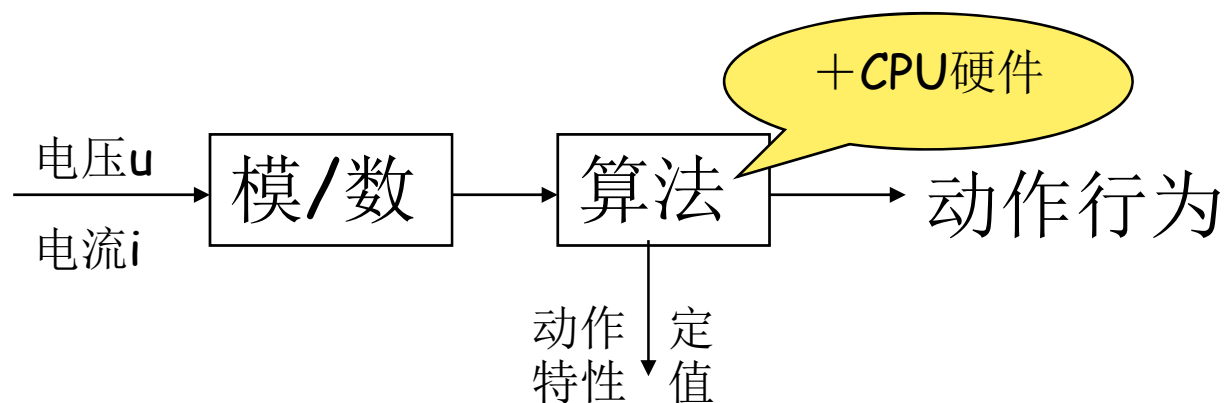 +CPU硬件
电压u
模/数
算法
动作行为
电流i
动作
特性
定
值